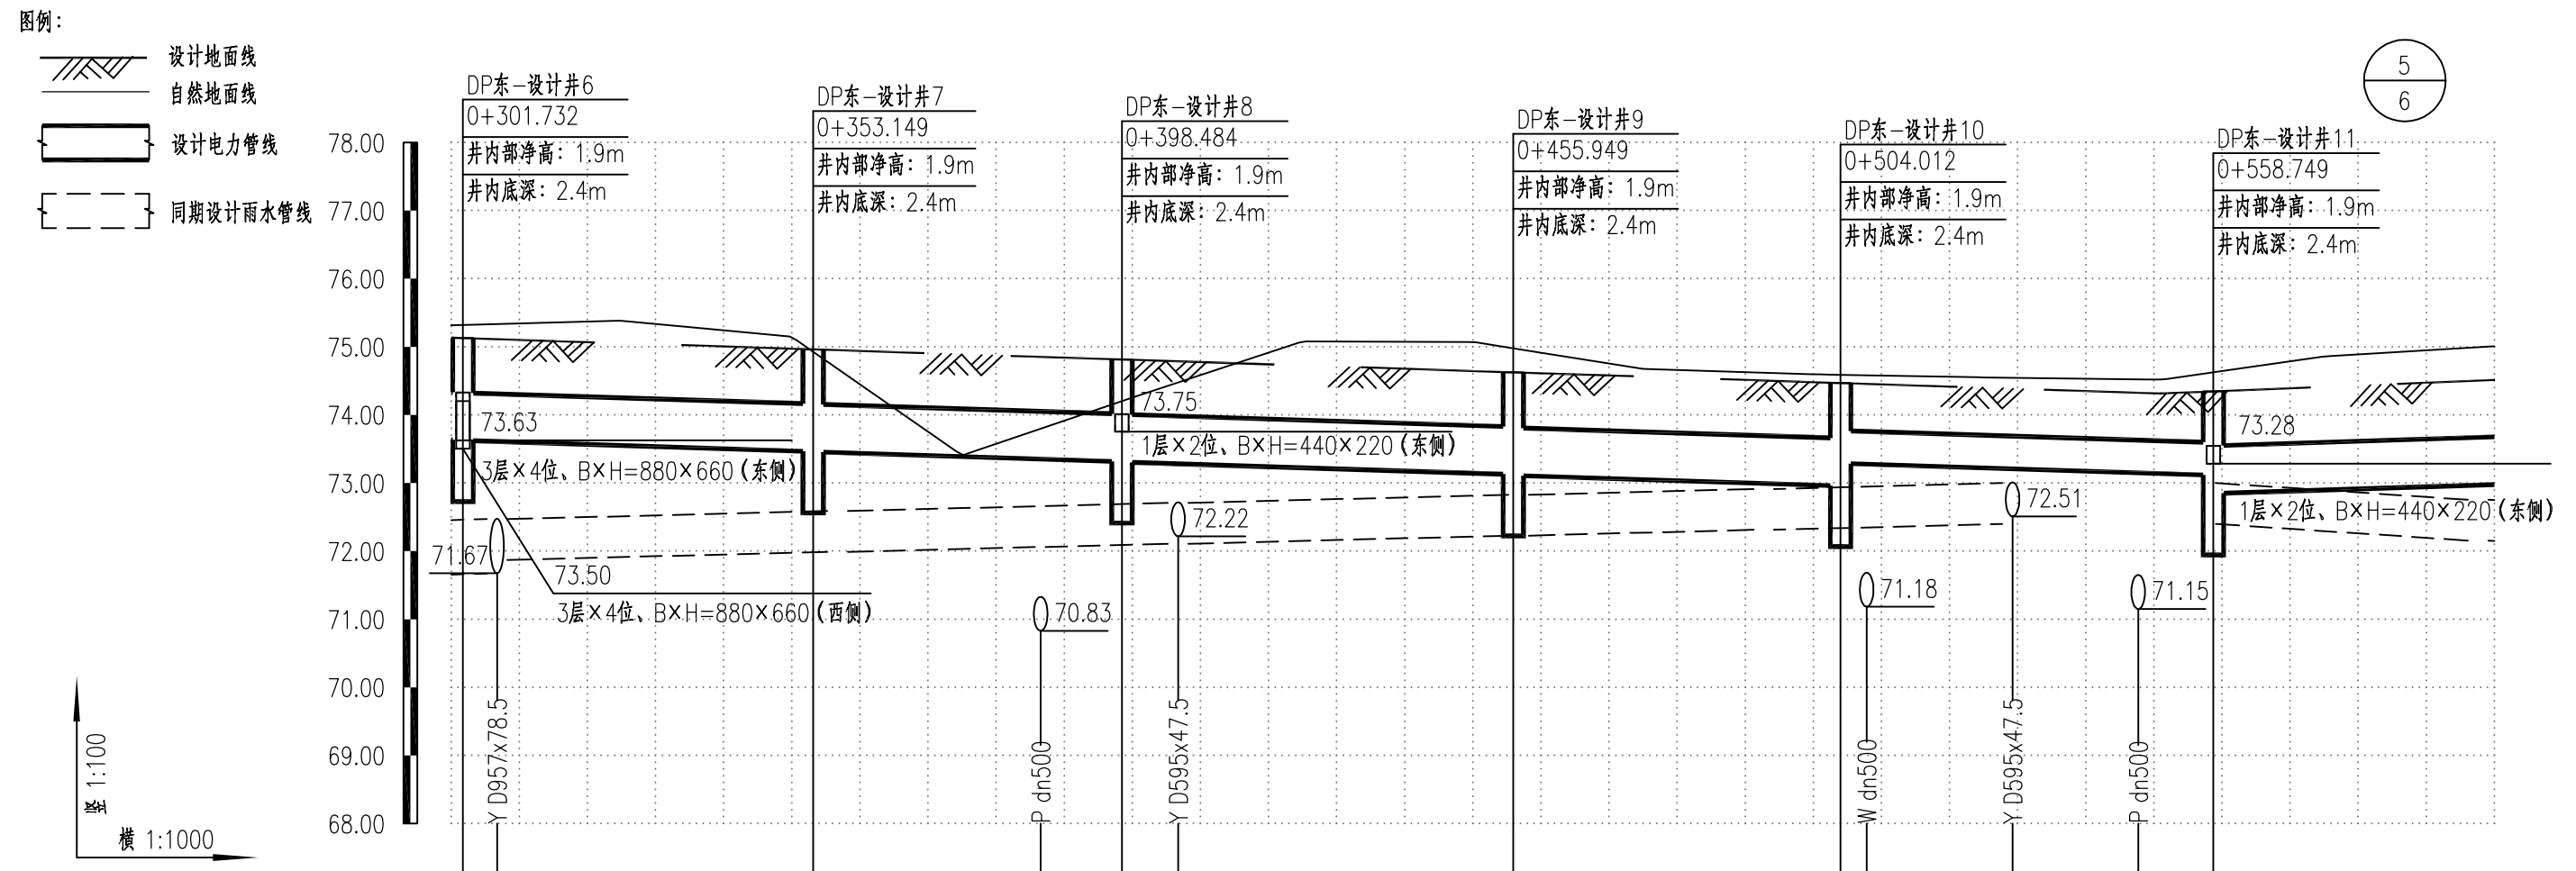 图例：
设计地面线
自然地面线
设计电力管线
同期设计雨水管线
5
6
DP东-设计井6
0+301.732
井内部净高：1.9m
井内底深：2.4m
DP东-设计井7
0+353.149
井内部净高：1.9m
井内底深：2.4m
DP东-设计井8
0+398.484
井内部净高：1.9m
井内底深：2.4m
DP东-设计井9
0+455.949
井内部净高：1.9m
井内底深：2.4m
DP东-设计井10
0+504.012
井内部净高：1.9m
井内底深：2.4m
DP东-设计井11
0+558.749
井内部净高：1.9m
井内底深：2.4m
78.00
77.00
76.00
75.00
74.00
73.00
72.00
71.00
70.00
69.00
68.00
73.63
3层×4位、B×H=880×660（东侧）
73.75
1层×2位、B×H=440×220（东侧）
73.28
1层×2位、B×H=440×220（东侧）
71.67
73.50
3层×4位、B×H=880×660（西侧）
70.83
72.22
71.18
72.51
71.15
Y D957x78.5
P dn500
Y D595x47.5
W dn500
Y D595x47.5
P dn500
竖 1:100
横 1:1000